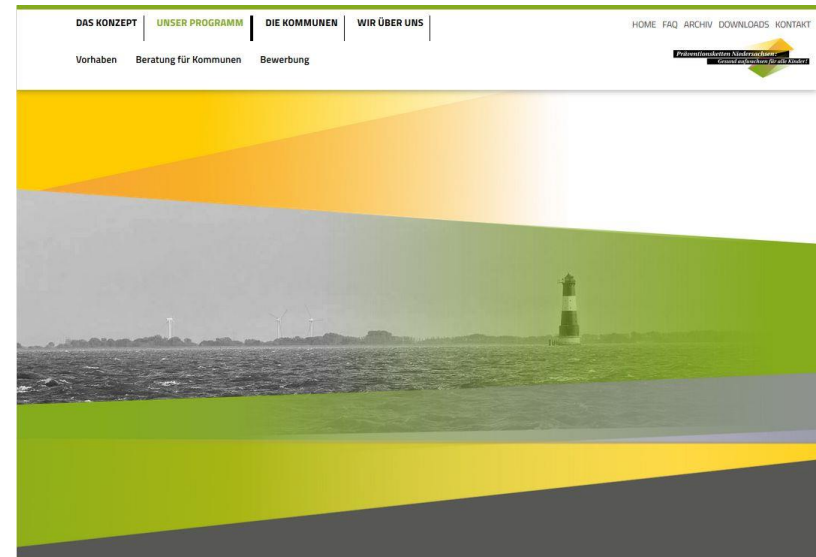 DAS KONZEPT UNSER PROGRAMM DIE KOMMUNEN WIR ÜBER UNS
HOME FAQ ARCHIV DOWNLOADS KONTAKT
Vorhaben Beratung für Kommunen Bewerbung
Präventionsketten Niedersachsen:
Gesund aufwachsen für alle Kinder!